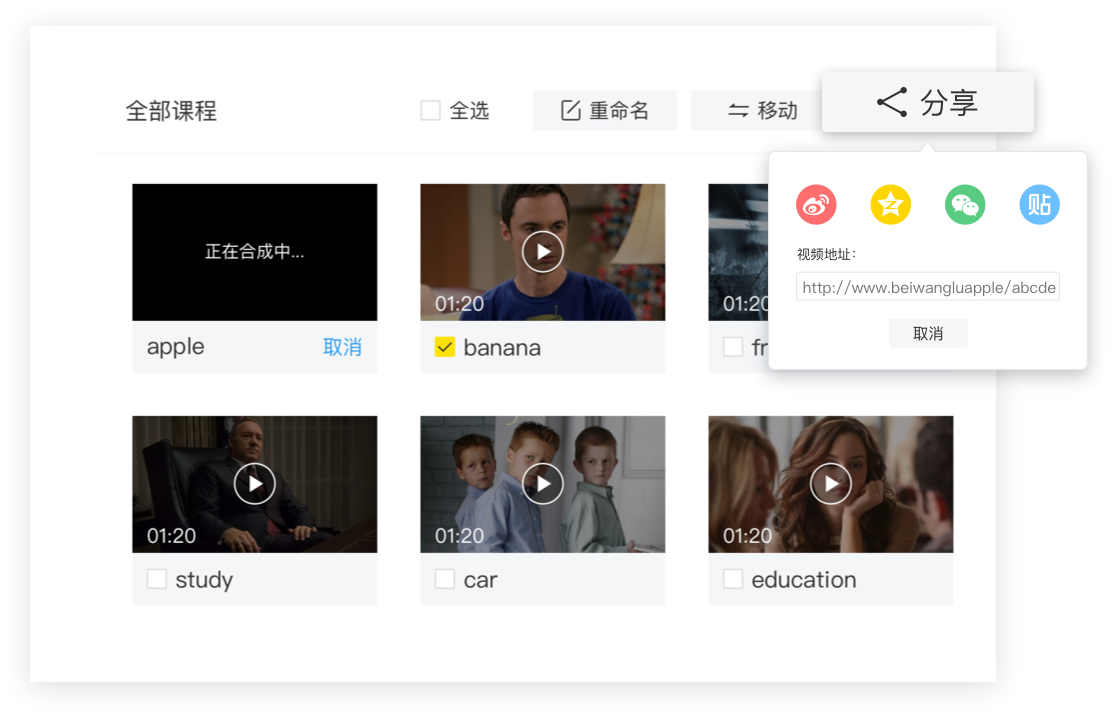 全部课程
全选
重命名
移动
分享
正在合成中...
01:20
01:20
贴
视频地址:
http://www.beiwangluapple/abcde
取消
apple
取消
banana
fr
01:20
01:20
01:20
study
car
education